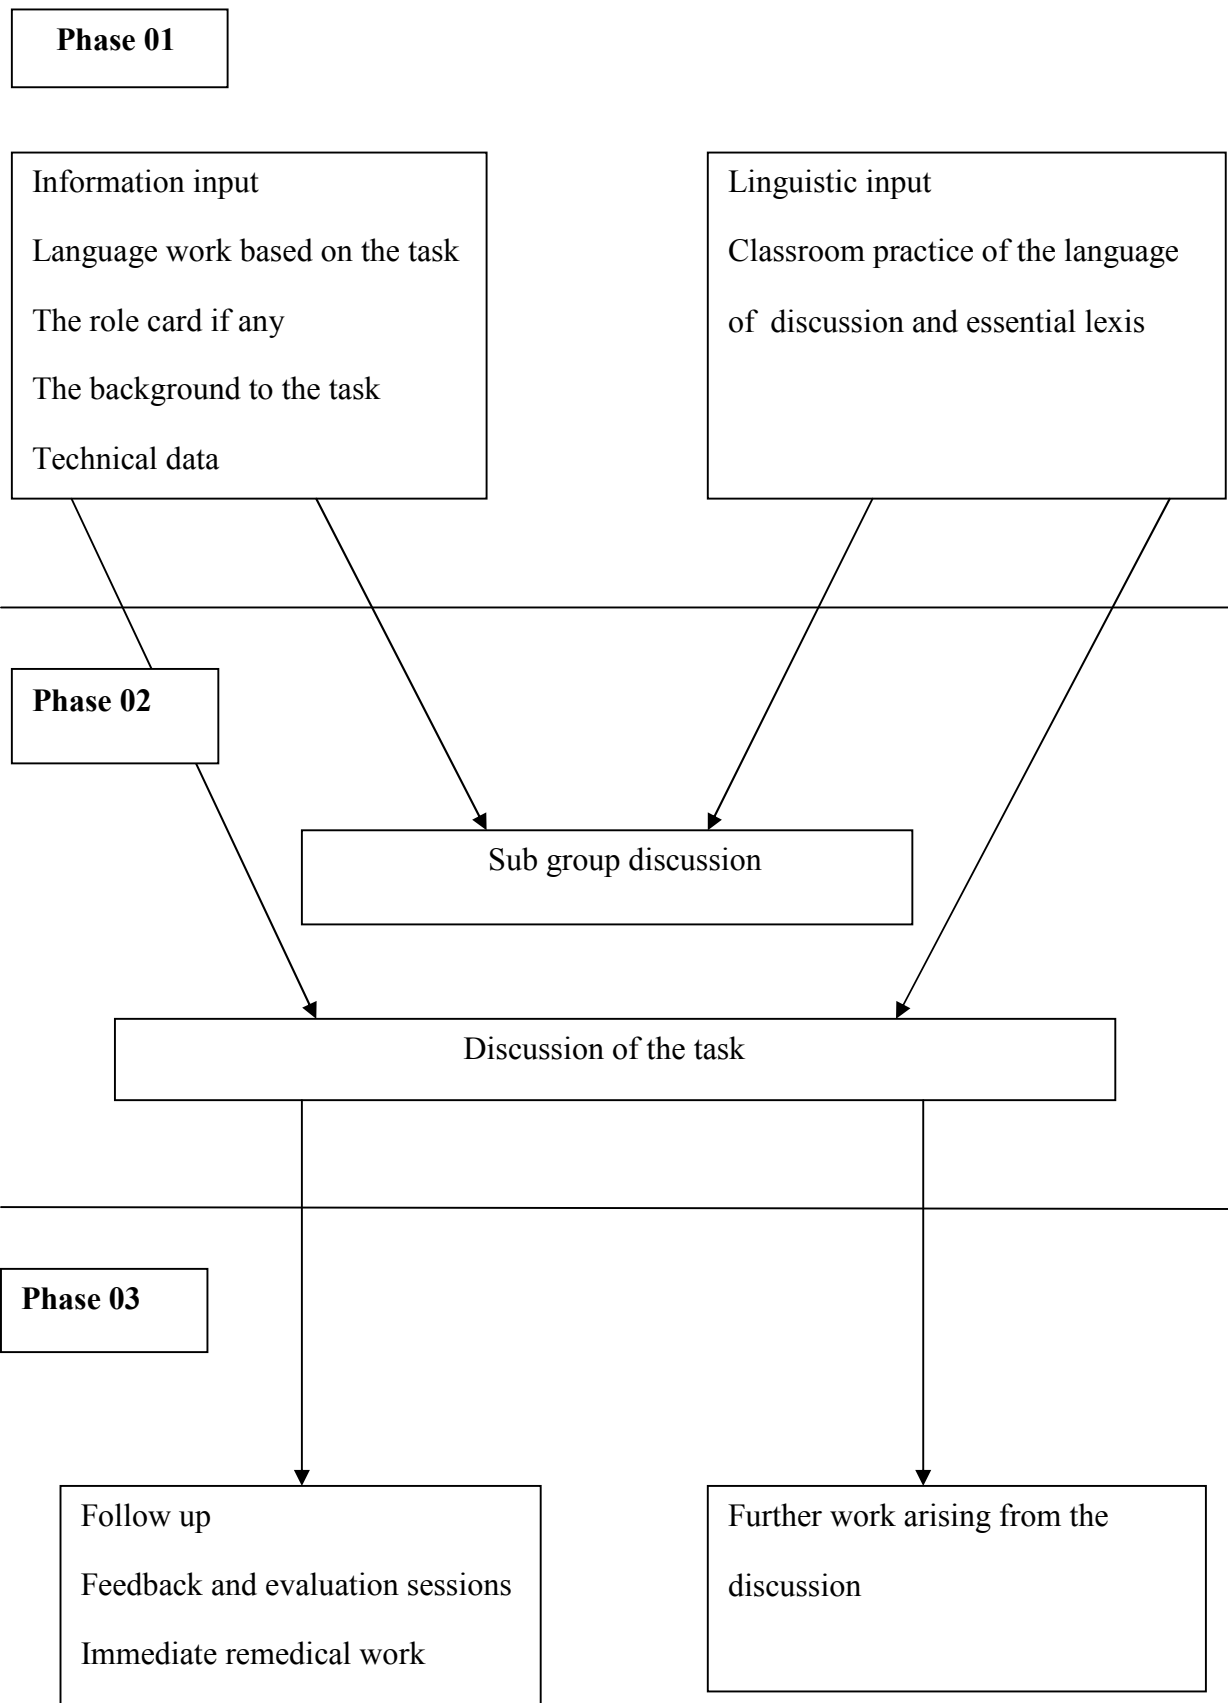 Phase 01
Information input
Language work based on the task
The role card if any
The background to the task
Technical data
Linguistic input
Classroom practice of the language
of discussion and essential lexis
Phase 02
Sub group discussion
Discussion of the task
Phase 03
Follow up
Feedback and evaluation sessions
Immediate remedical work
Further work arising from the
discussion